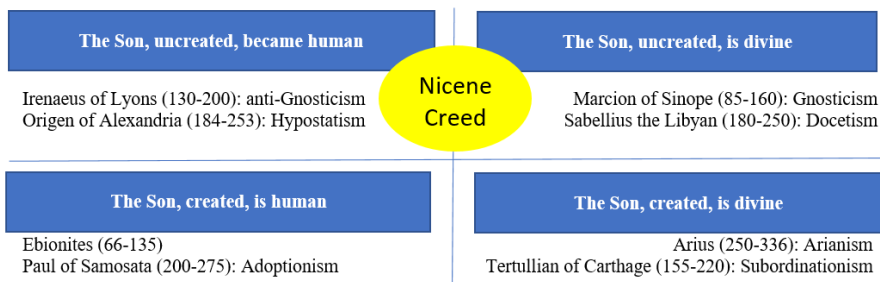 The Son, uncreated, became human
The Son, uncreated, is divine
Nicene
Creed
Irenaeus of Lyons (130-200): anti-Gnosticism
Origen of Alexandria (184-253): Hypostatism
Marcion of Sinope (85-160): Gnosticism
Sabellius the Libyan (180-250): Docetism
The Son, created, is human
The Son, created, is divine
Ebionites (66-135)
Paul of Samosata (200-275): Adoptionism
Arius (250-336): Arianism
Tertullian of Carthage (155-220): Subordinationism